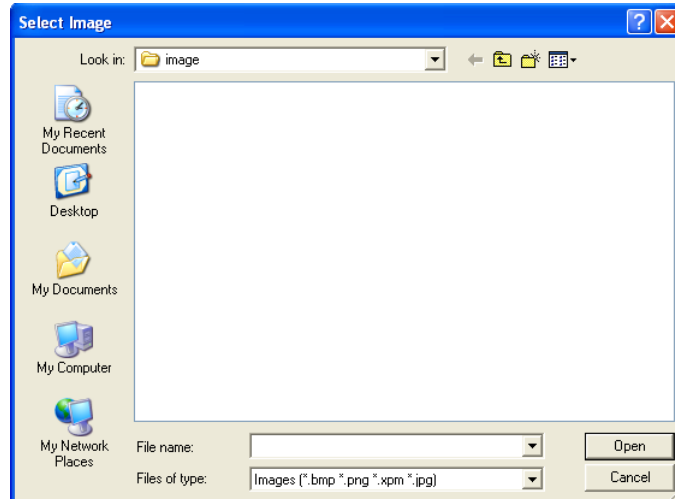 Select Image
Look in: image
My Recent
Documents
Desktop
My Documents
My Computer
My Network
Places
File name:
Open
Files of type: Images (*.bmp *.png *.xpm *.jpg)
Cancel